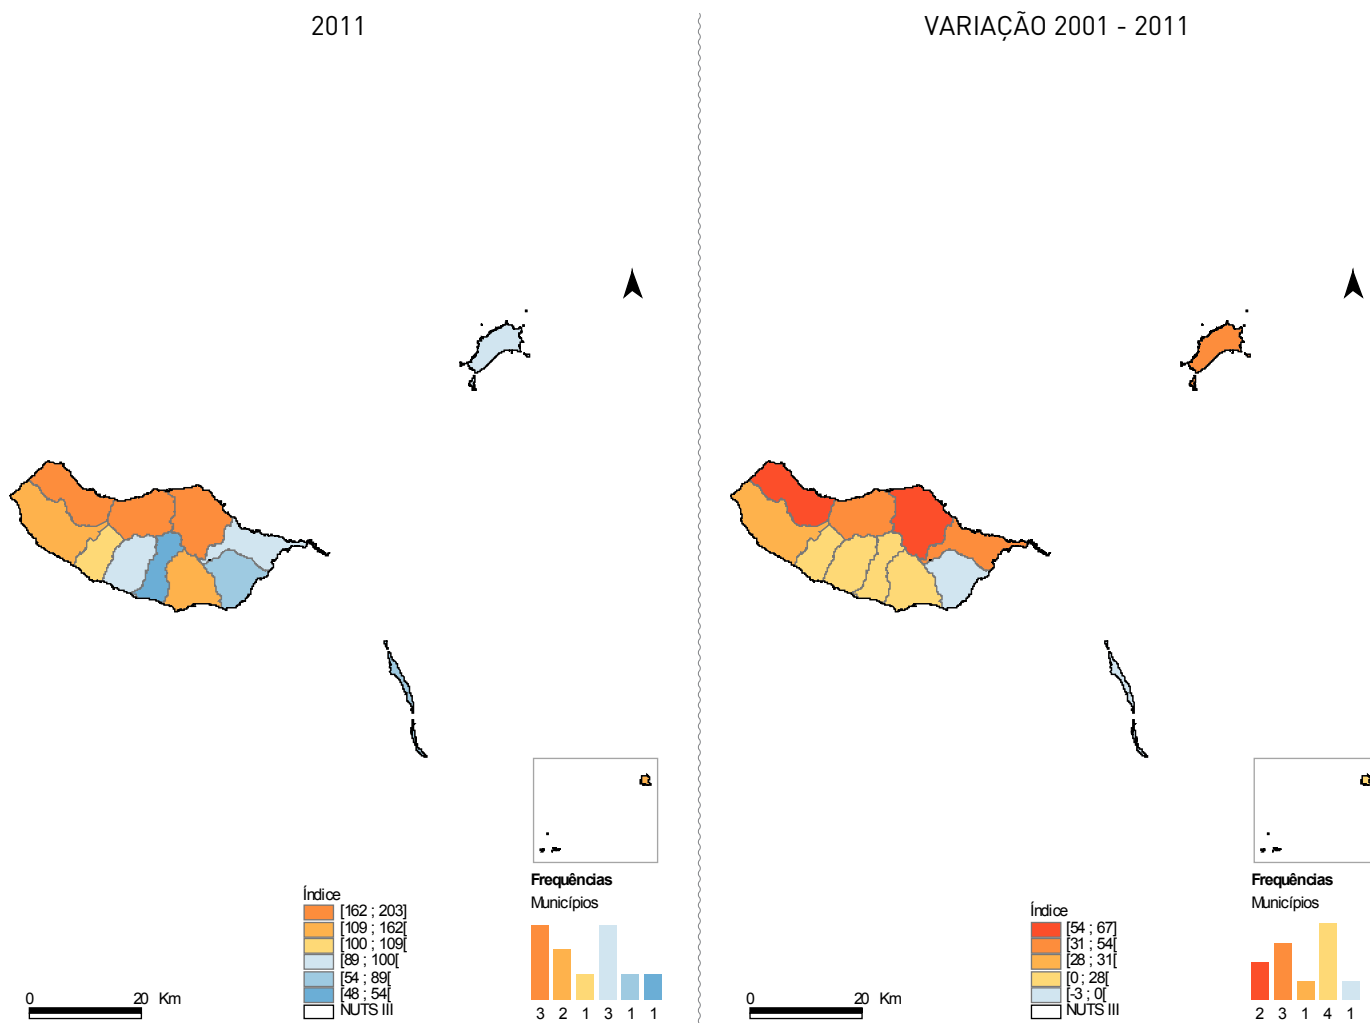 2011
0 20 Km
Índice
[162 ; 203]
[109 ; 162[
[100 ; 109[
[89 ; 100[
[54 ; 89[
[48 ; 54[
NUTS III
Frequências
Municípios
3 2 1 3 1 1
VARIAÇÃO 2001 - 2011
0 20 Km
Índice
[54 ; 67]
[31 ; 54[
[28 ; 31[
[0 ; 28[
[-3 ; 0[
NUTS III
Frequências
Municípios
2 3 1 4 1